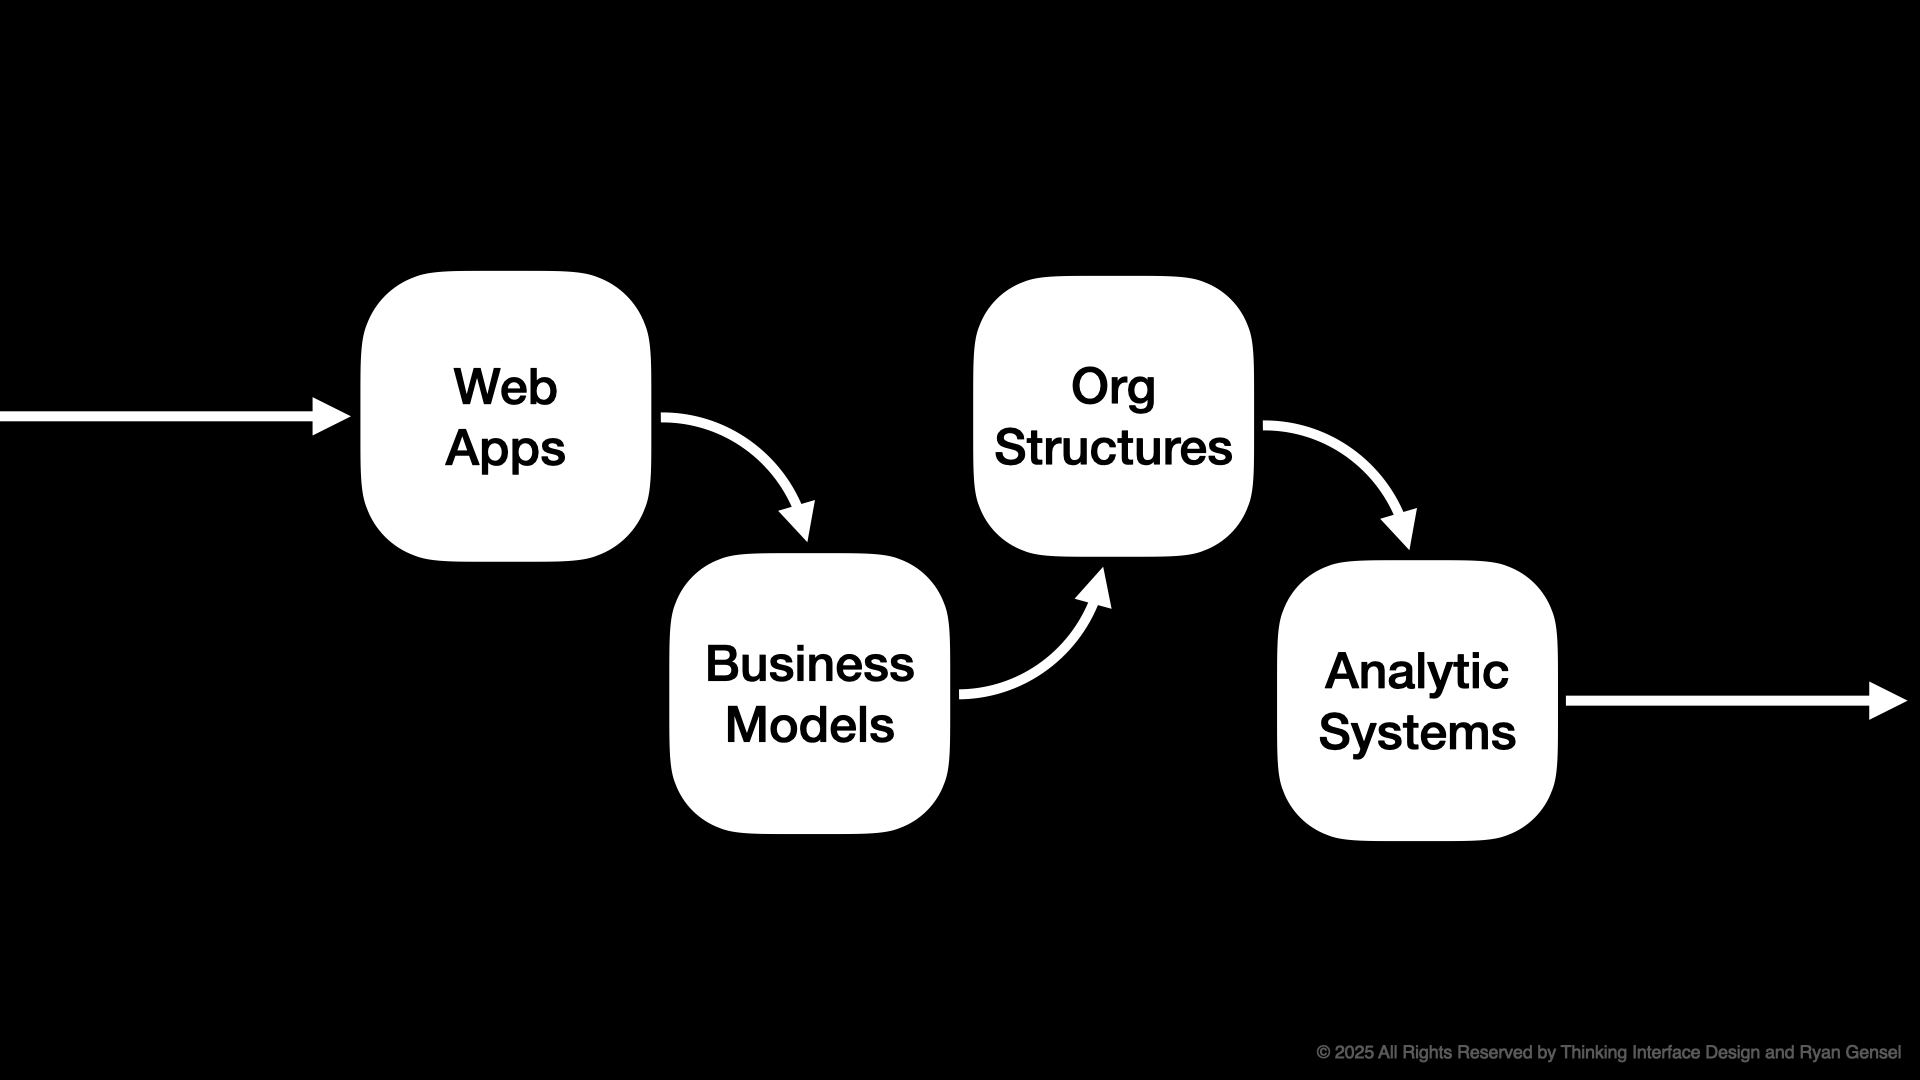 Web
Apps
Business
Models
Org
Structures
Analytic
Systems
© 2025 All Rights Reserved by Thinking Interface Design and Ryan Gensel